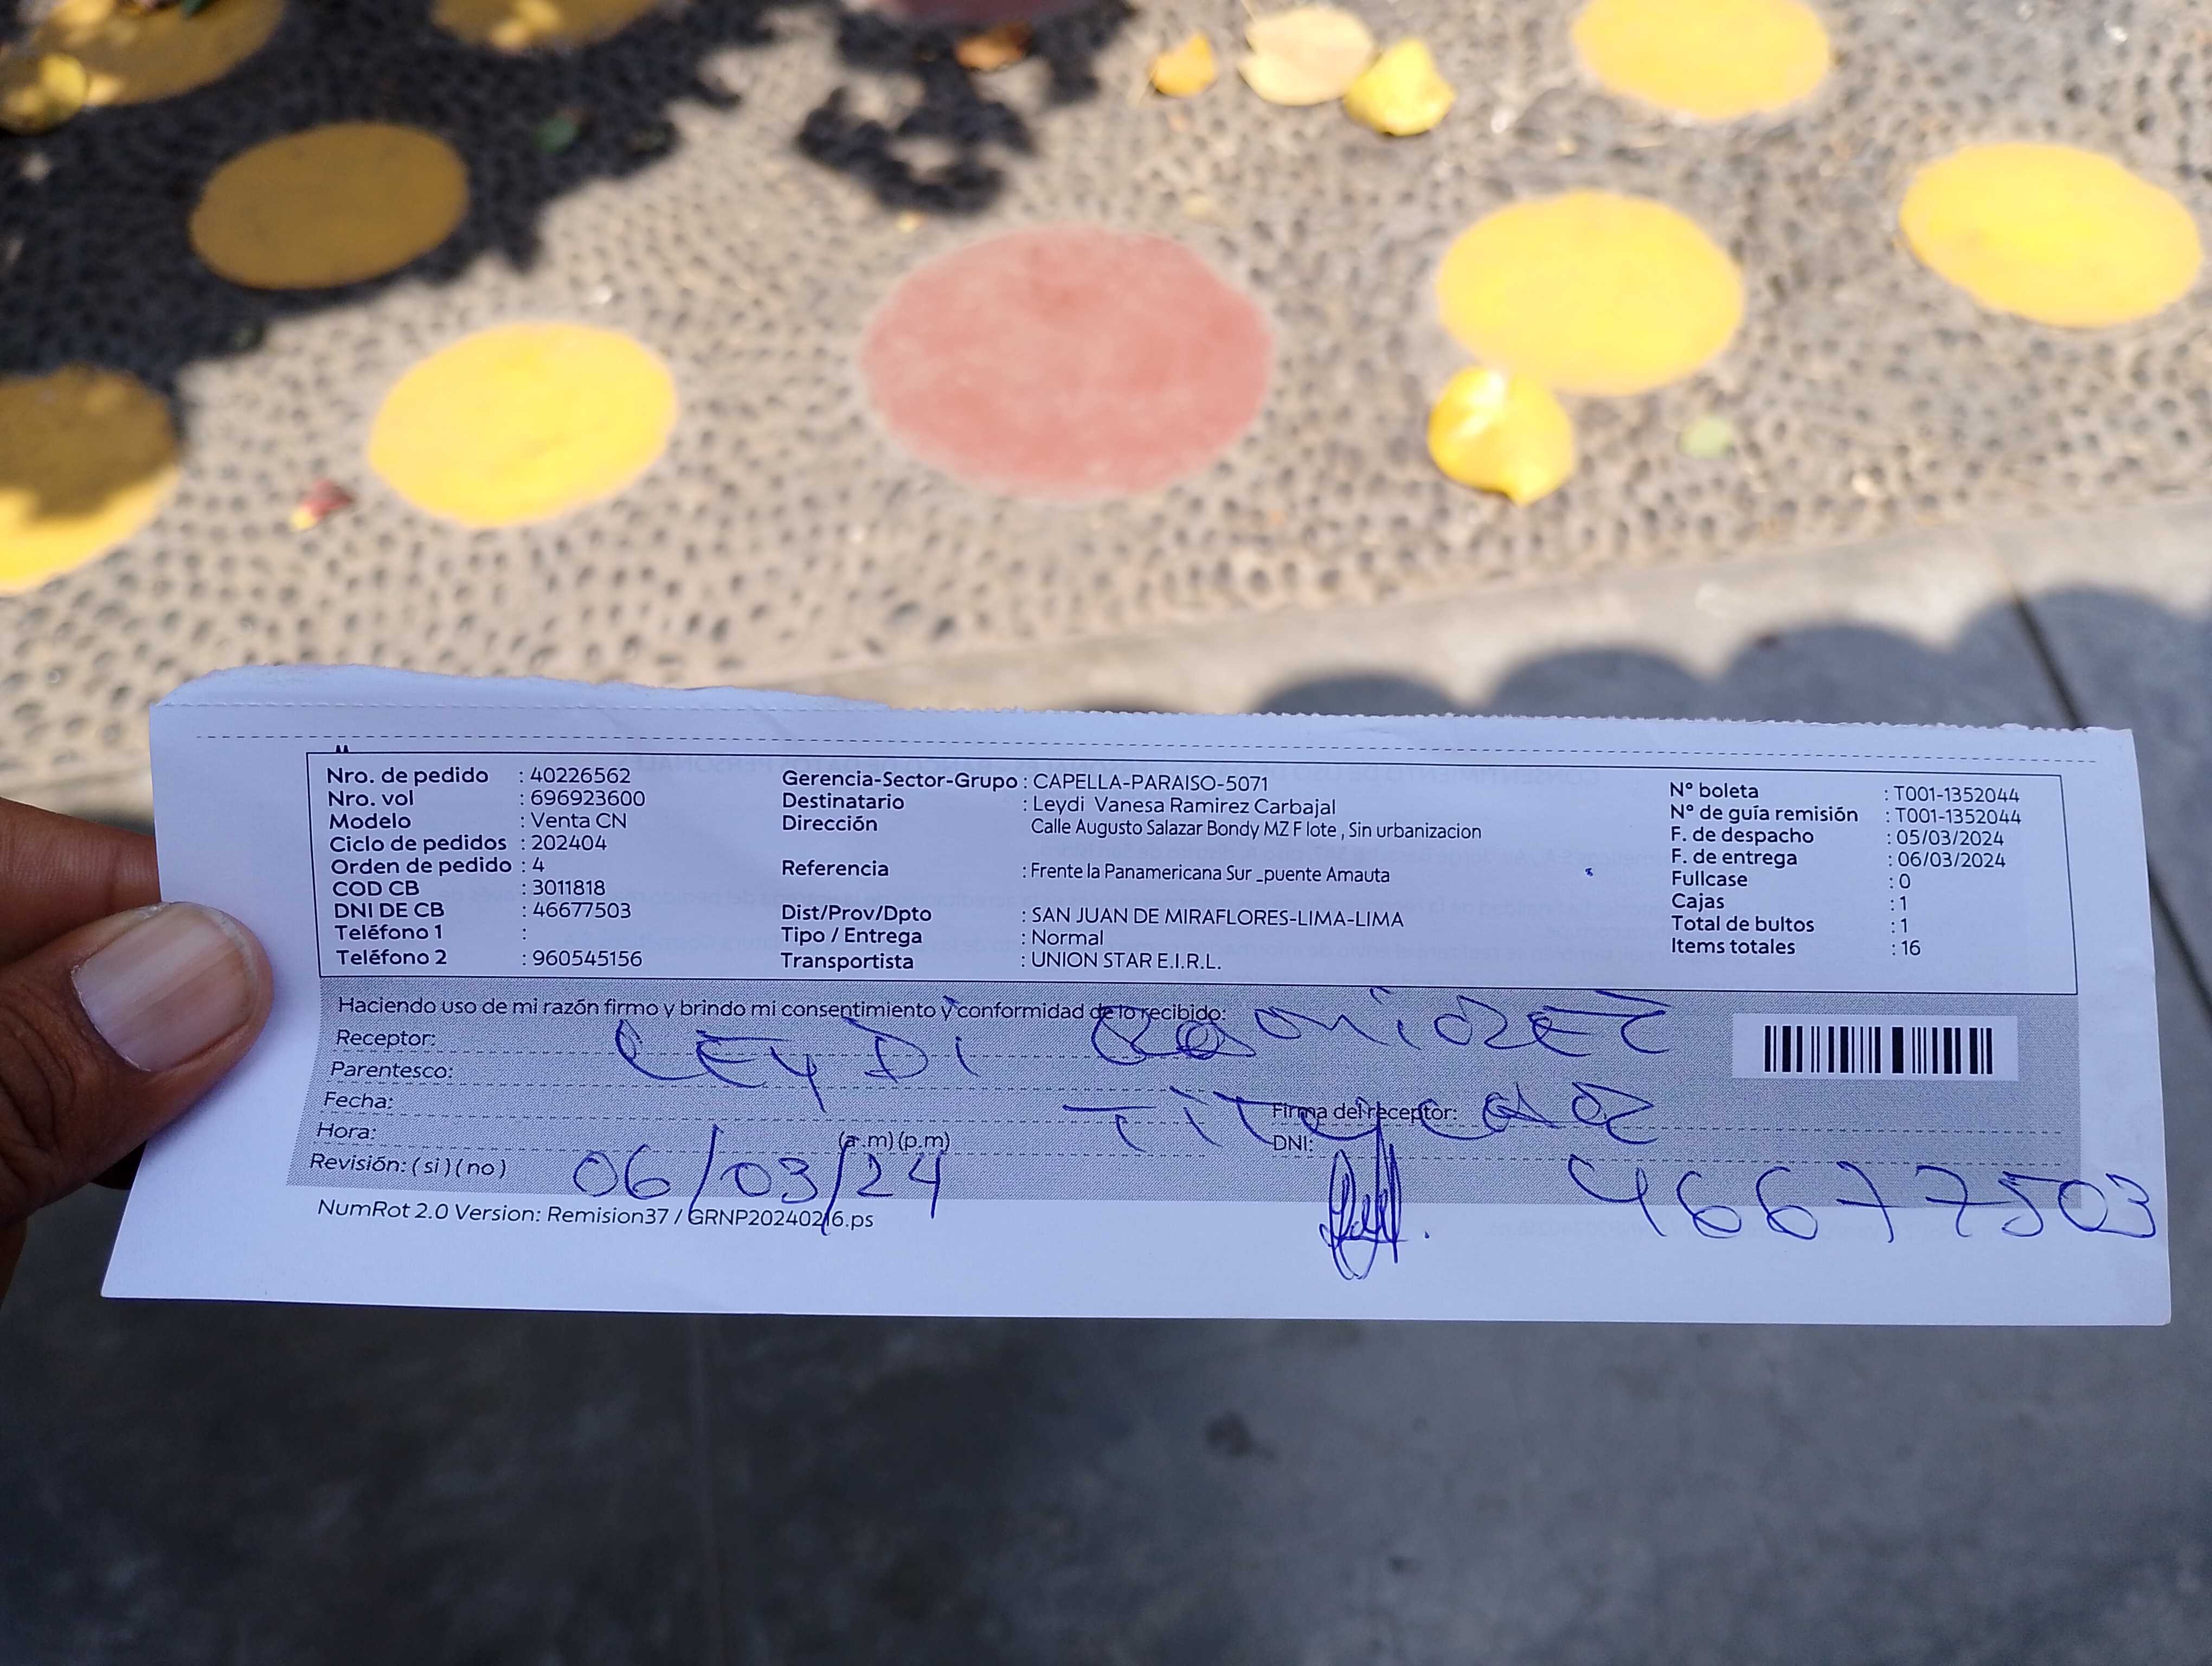 Nro. de pedido : 40226562
Nro. vol : 696923600
Modelo : Venta CN
Ciclo de pedidos : 202404
Orden de pedido : 4
COD CB : 3011818
DNI DE CB : 46677503
Teléfono 1 :
Teléfono 2 : 960545156
Gerencia-Sector-Grupo : CAPELLA-PARAISO-5071
Destinatario : Leydi Vanesa Ramirez Carbajal
Dirección Calle Augusto Salazar Bondy MZ F lote , Sin urbanizacion
Referencia : Frente la Panamericana Sur _puente Amauta
Dist/Prov/Dpto : SAN JUAN DE MIRAFLORES-LIMA-LIMA
Tipo / Entrega : Normal
Transportista : UNION STAR E.I.R.L.
N° boleta : T001-1352044
N° de guía remisión : T001-1352044
F. de despacho : 05/03/2024
F. de entrega : 06/03/2024
Fullcase : 0
Cajas : 1
Total de bultos : 1
Items totales : 16
Haciendo uso de mi razón firmo y brindo mi consentimiento y conformidad de lo recibido:
Receptor: LEYDI RAMIREZ
Parentesco: TITULAR
Fecha: 06/03/24
Hora: (a.m) (p.m)
Revisión: (si) (no)
Firma del receptor:
DNI: 46677503
NumRot 2.0 Version: Remision37 / GRNP20240216.ps